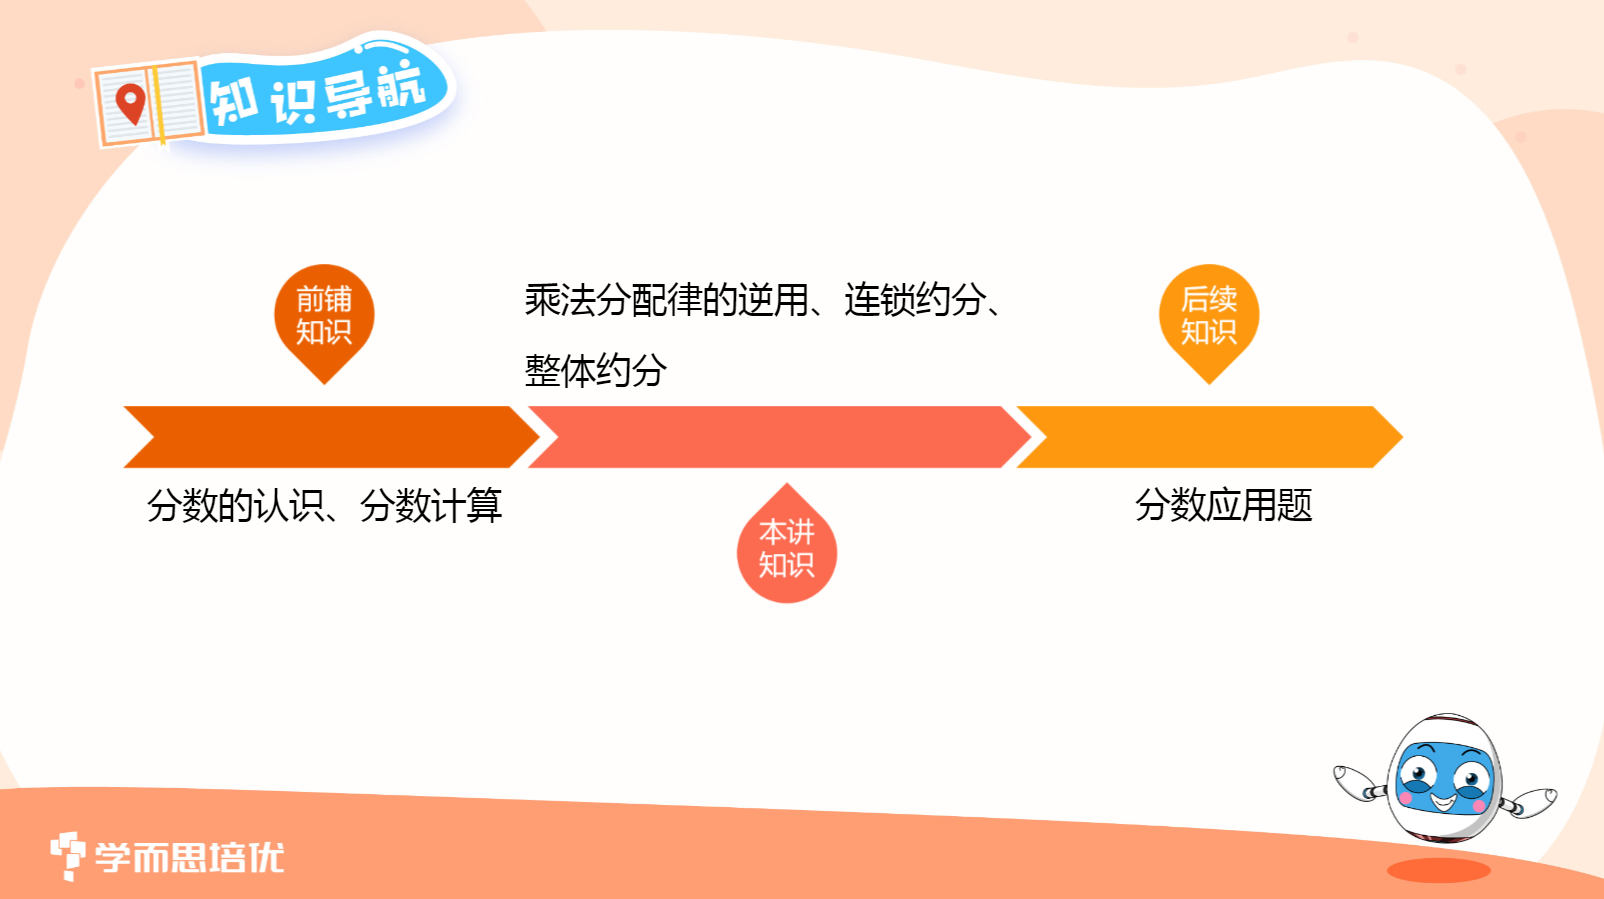 知识导航
前铺
知识
乘法分配律的逆用、连锁约分、
整体约分
后续
知识
分数的认识、分数计算
本讲
知识
分数应用题
学而思培优